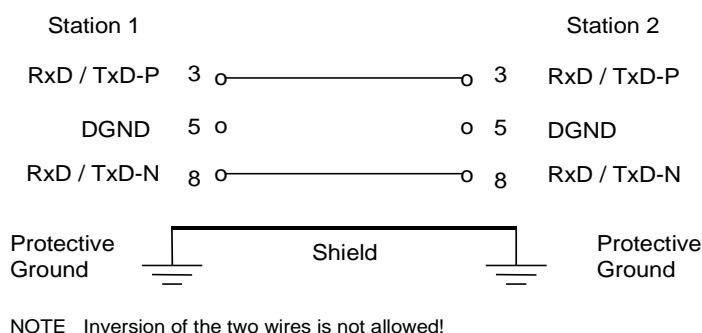 Station 1 Station 2
RxD / TxD-P 3 3 RxD / TxD-P
DGND 5 5 DGND
RxD / TxD-N 8 8 RxD / TxD-N
Protective Ground Shield Protective Ground
NOTE Inversion of the two wires is not allowed!